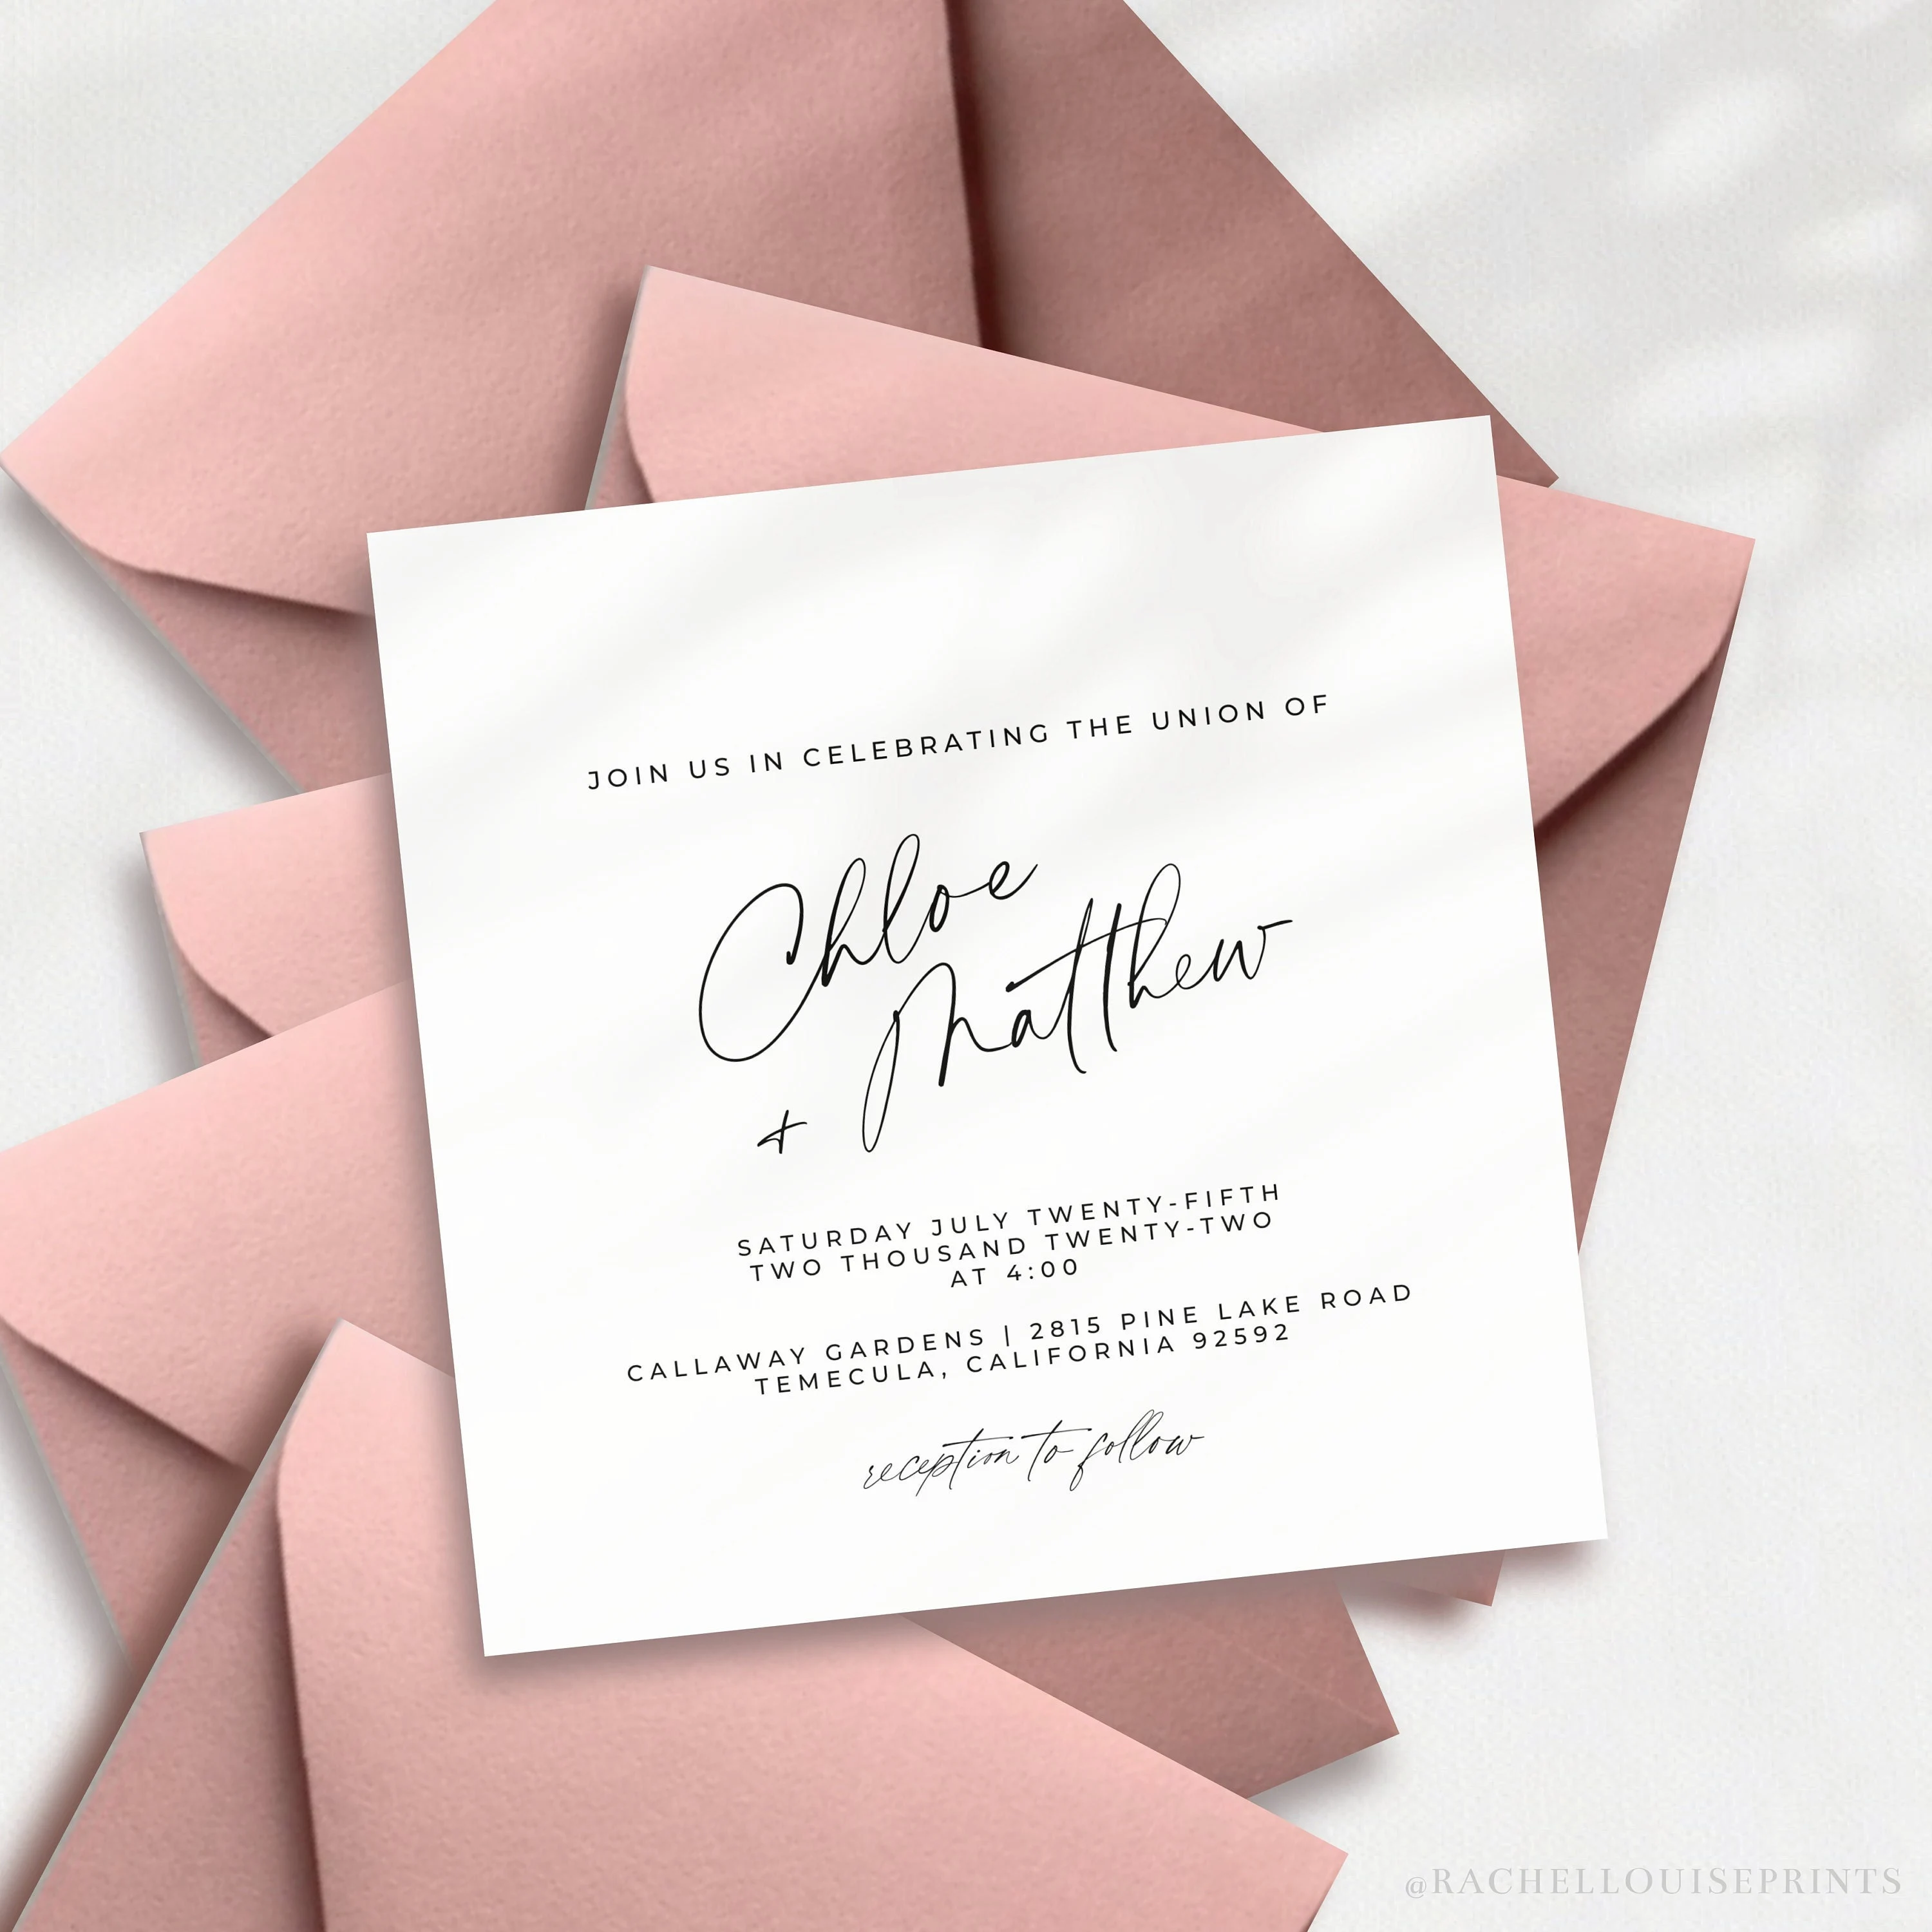 JOIN US IN CELEBRATING THE UNION OF
Chloe
+ Matthew
SATURDAY JULY TWENTY-FIFTH
TWO THOUSAND TWENTY-TWO
AT 4:00
CALLAWAY GARDENS | 2815 PINE LAKE ROAD
TEMECULA, CALIFORNIA 92592
reception to follow
@RACHELLOUISEPRINTS